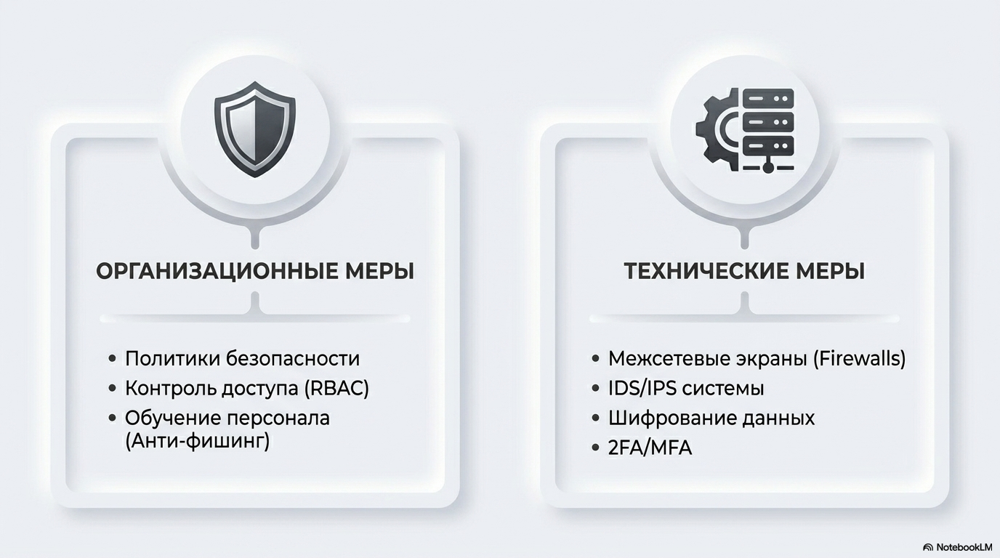 ОРГАНИЗАЦИОННЫЕ МЕРЫ
• Политики безопасности
• Контроль доступа (RBAC)
• Обучение персонала
(Анти-фишинг)
ТЕХНИЧЕСКИЕ МЕРЫ
• Межсетевые экраны (Firewalls)
• IDS/IPS системы
• Шифрование данных
• 2FA/MFA
NotebookLM